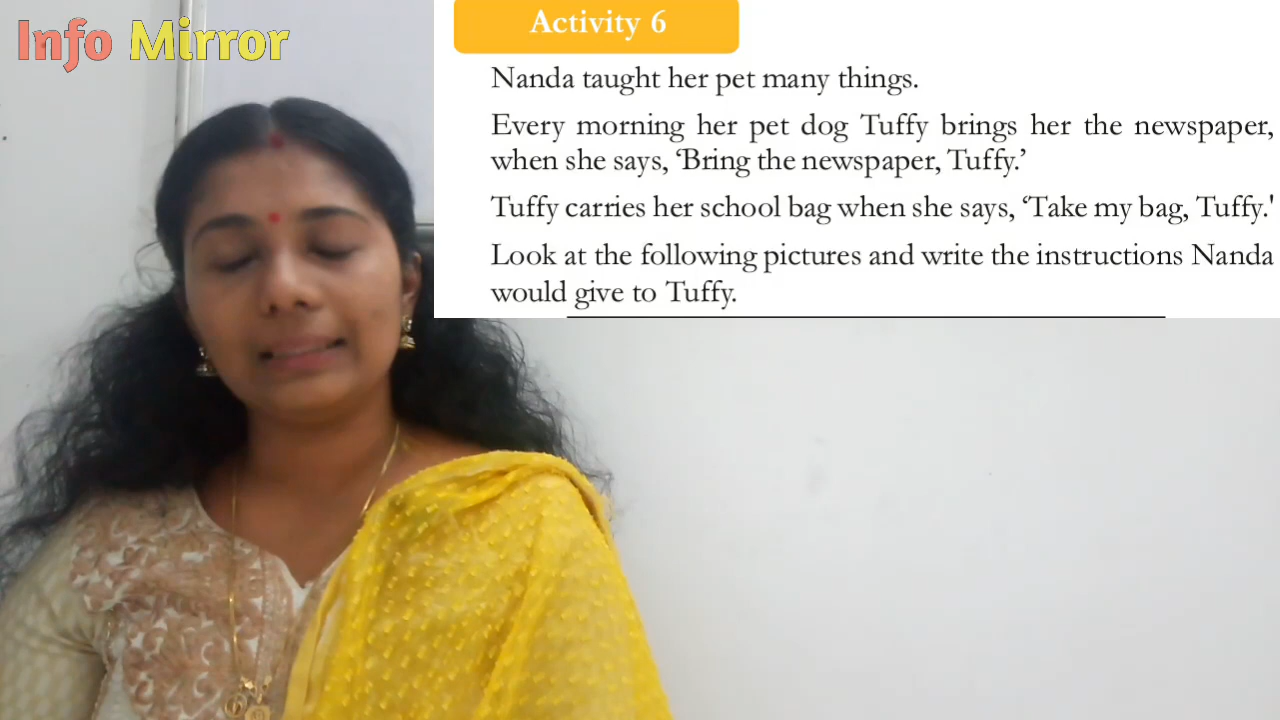 Info Mirror
Activity 6
Nanda taught her pet many things.
Every morning her pet dog Tuffy brings her the newspaper,
when she says, ‘Bring the newspaper, Tuffy.’
Tuffy carries her school bag when she says, ‘Take my bag, Tuffy.'
Look at the following pictures and write the instructions Nanda
would give to Tuffy.